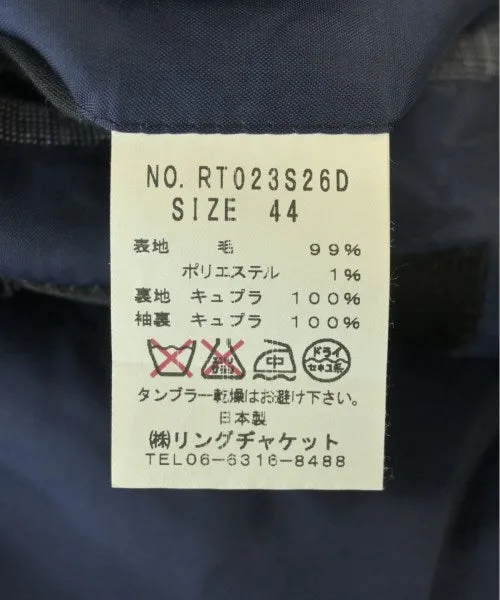 NO. RT023S26D
SIZE 44
表地 毛 99%
ポリエステル 1%
裏地 キュプラ 100%
袖裏 キュプラ 100%
中 ドライ
セキユ系
タンブラー乾燥はお避け下さい。
日本製
(株)リングヂャケット
TEL06-6316-8488